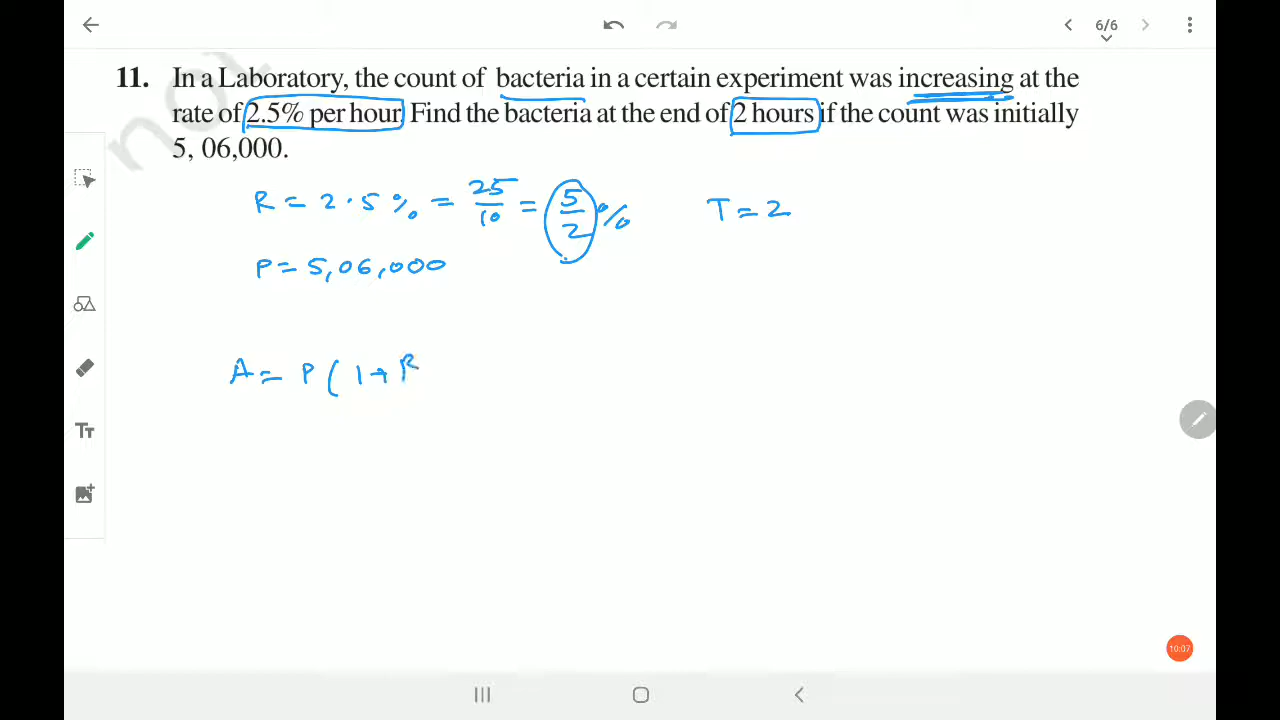 6/6
not
11. In a Laboratory, the count of bacteria in a certain experiment was increasing at the
rate of 2.5% per hour. Find the bacteria at the end of 2 hours if the count was initially
5, 06,000.
R = 2.5% = 25/10 = 5/2 % T = 2
P = 5,06,000
A = P ( 1 + R
Tт
10:07